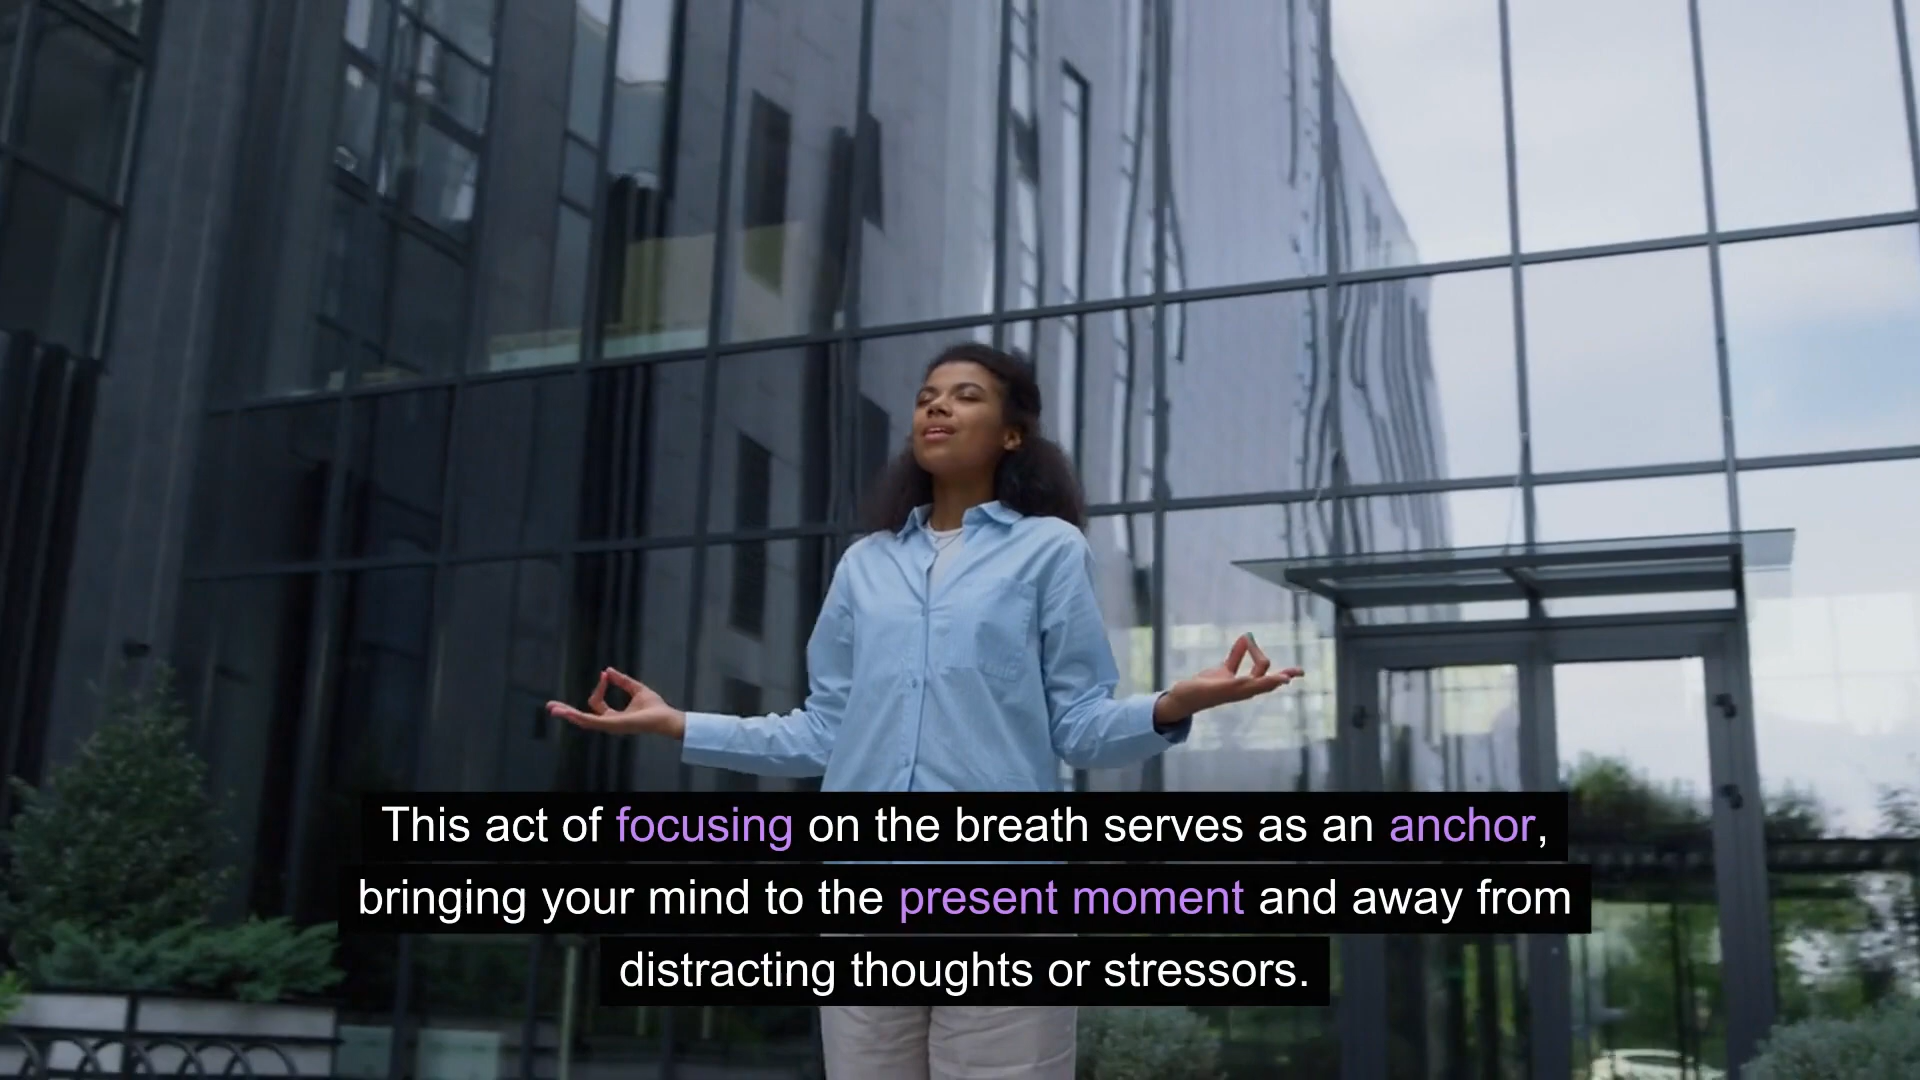 This act of focusing on the breath serves as an anchor,
bringing your mind to the present moment and away from
distracting thoughts or stressors.